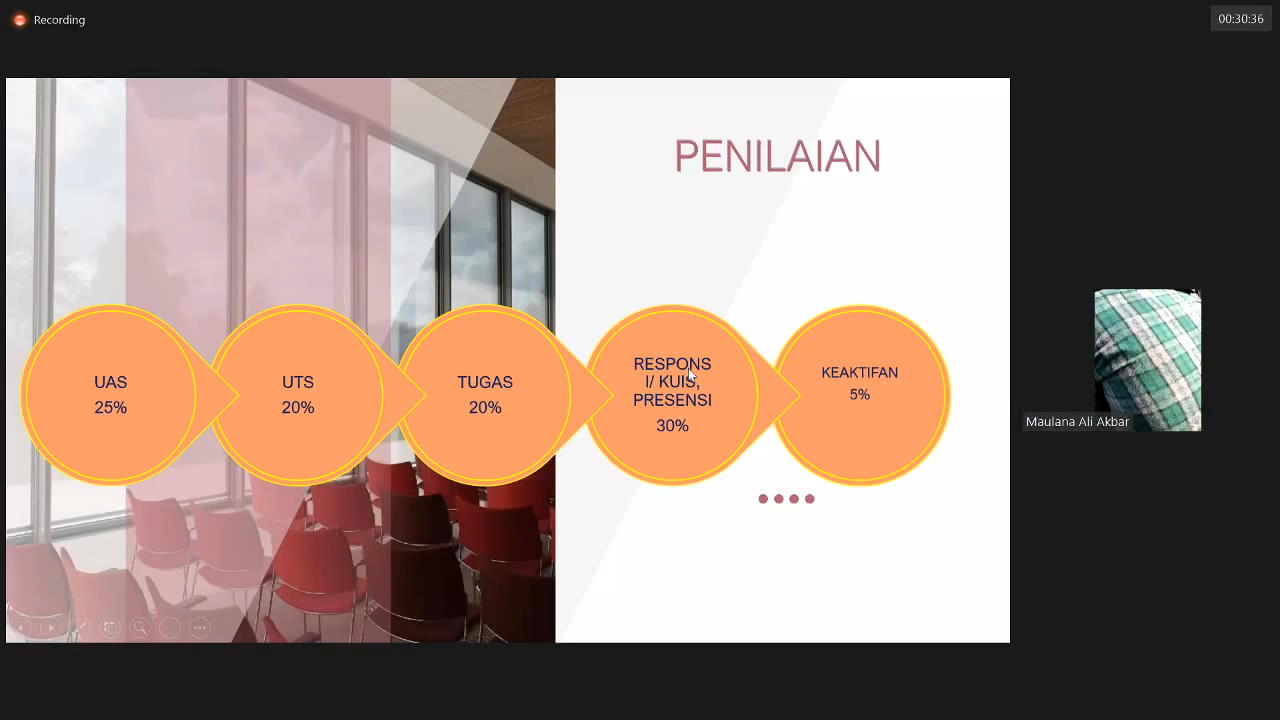 Recording
00:30:36
PENILAIAN
UAS
25%
UTS
20%
TUGAS
20%
RESPONS
I/ KUIS,
PRESENSI
30%
KEAKTIFAN
5%
Maulana Ali Akbar